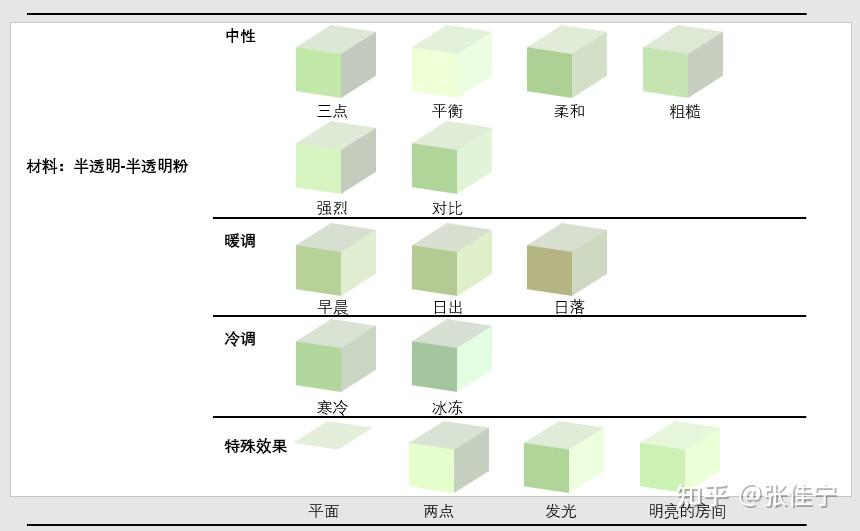 中性
三点 平衡 柔和 粗糙
材料：半透明-半透明粉
强烈 对比
暖调
早晨 日出 日落
冷调
寒冷 冰冻
特殊效果
平面 两点 发光 明亮的房间
知乎 @张佳宁